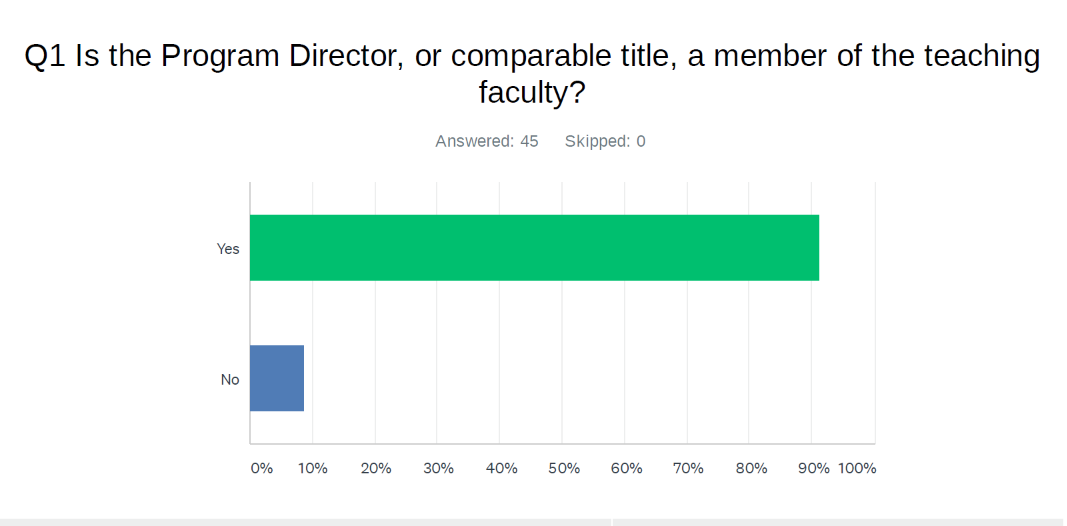 Q1 Is the Program Director, or comparable title, a member of the teaching
faculty?
Answered: 45 Skipped: 0
Yes
No
0% 10% 20% 30% 40% 50% 60% 70% 80% 90% 100%